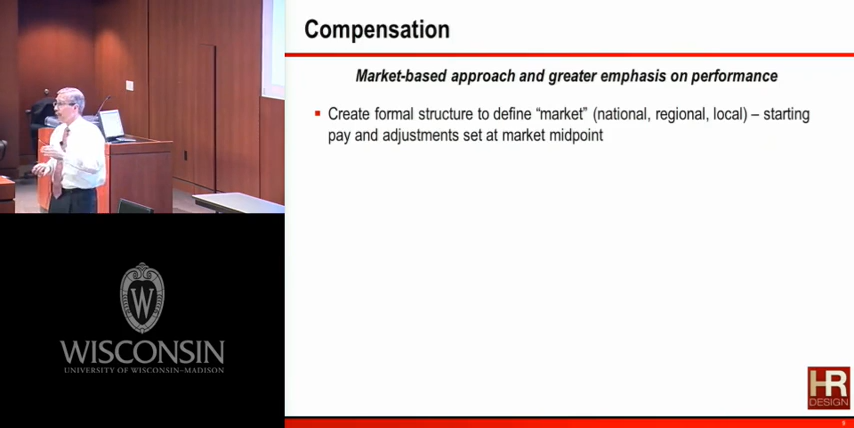 Compensation
Market-based approach and greater emphasis on performance
▪ Create formal structure to define “market” (national, regional, local) – starting
pay and adjustments set at market midpoint
W
WISCONSIN
UNIVERSITY OF WISCONSIN–MADISON
HR
DESIGN
9